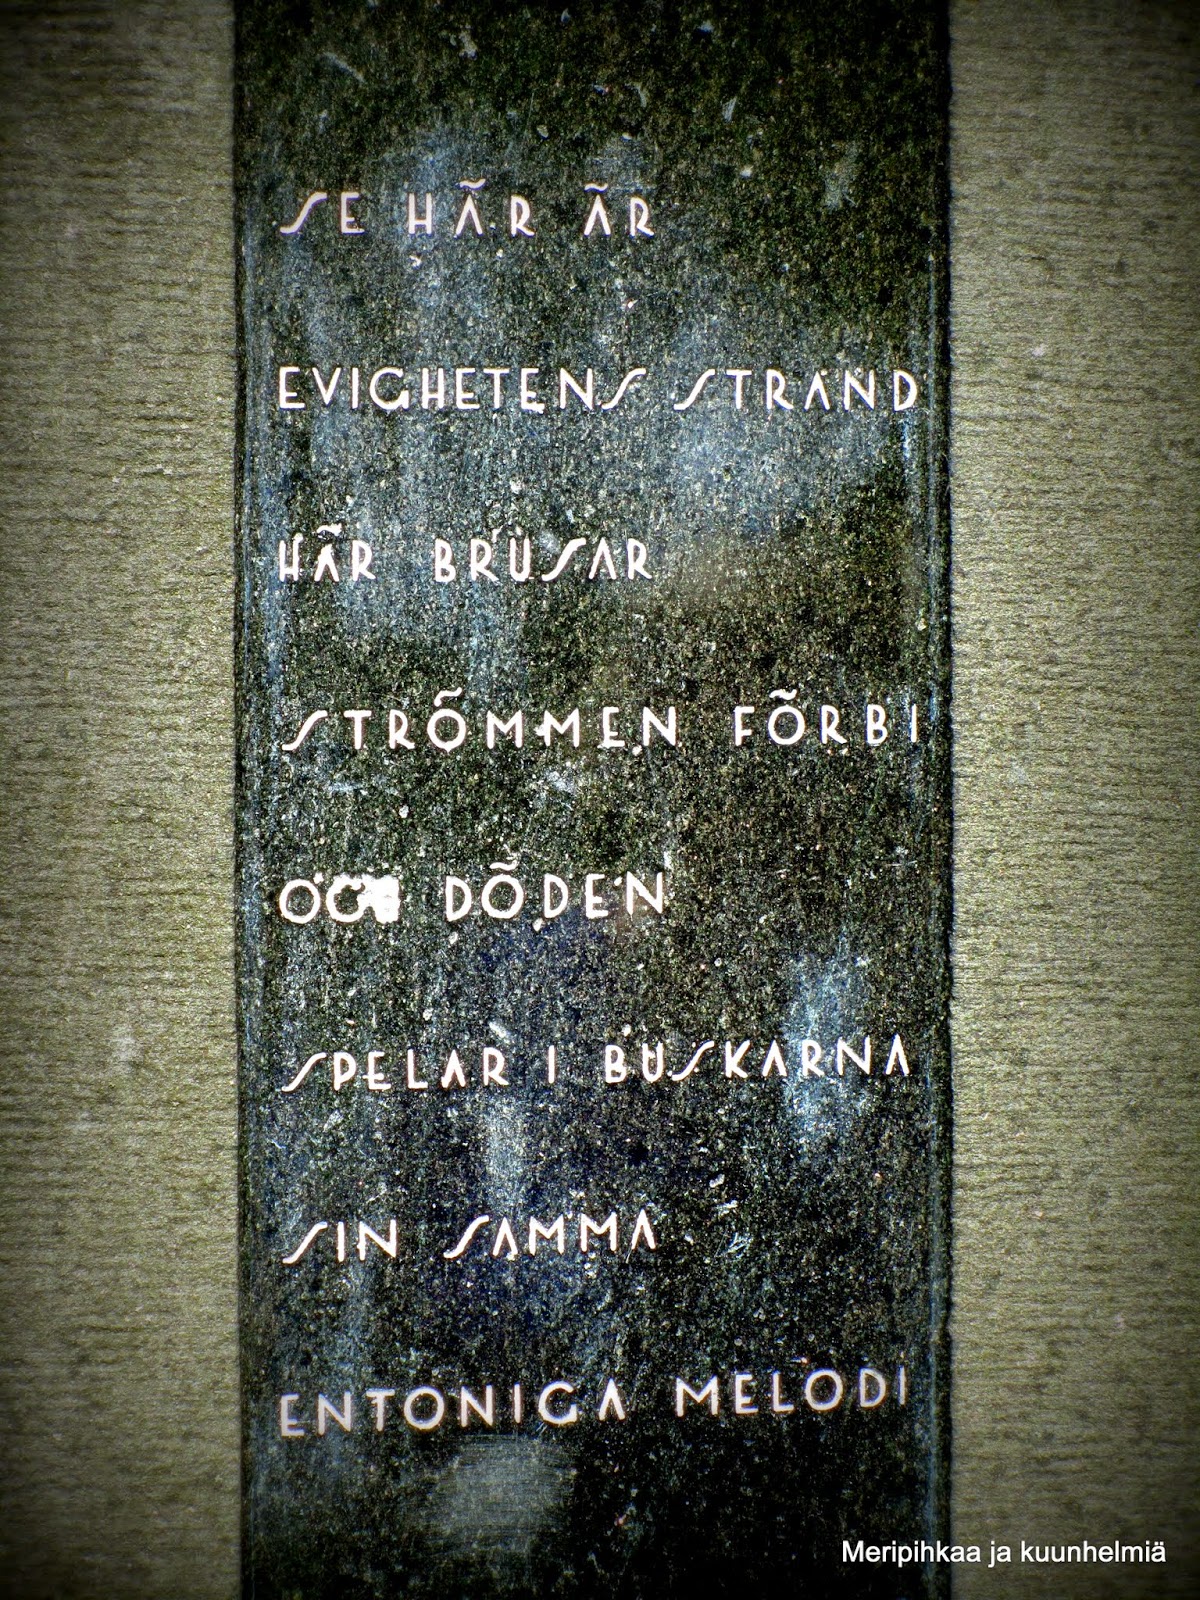 SE HÄR ÄR
EVIGHETENS STRAND
HÄR BRUSAR
STRÖMMEN FÖRBI
OCH DÖDEN
SPELAR I BUSKARNA
SIN SAMMA
ENTONIGA MELODI
Meripihkaa ja kuunhelmiä